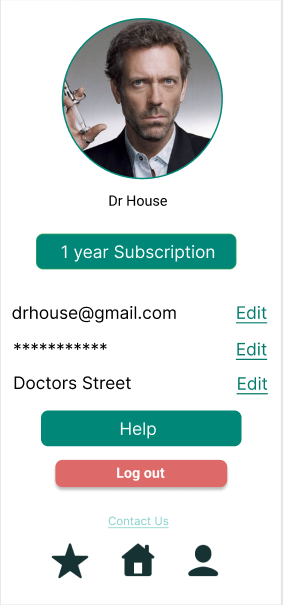 Dr House
1 year Subscription
drhouse@gmail.com Edit
*********** Edit
Doctors Street Edit
Help
Log out
Contact Us